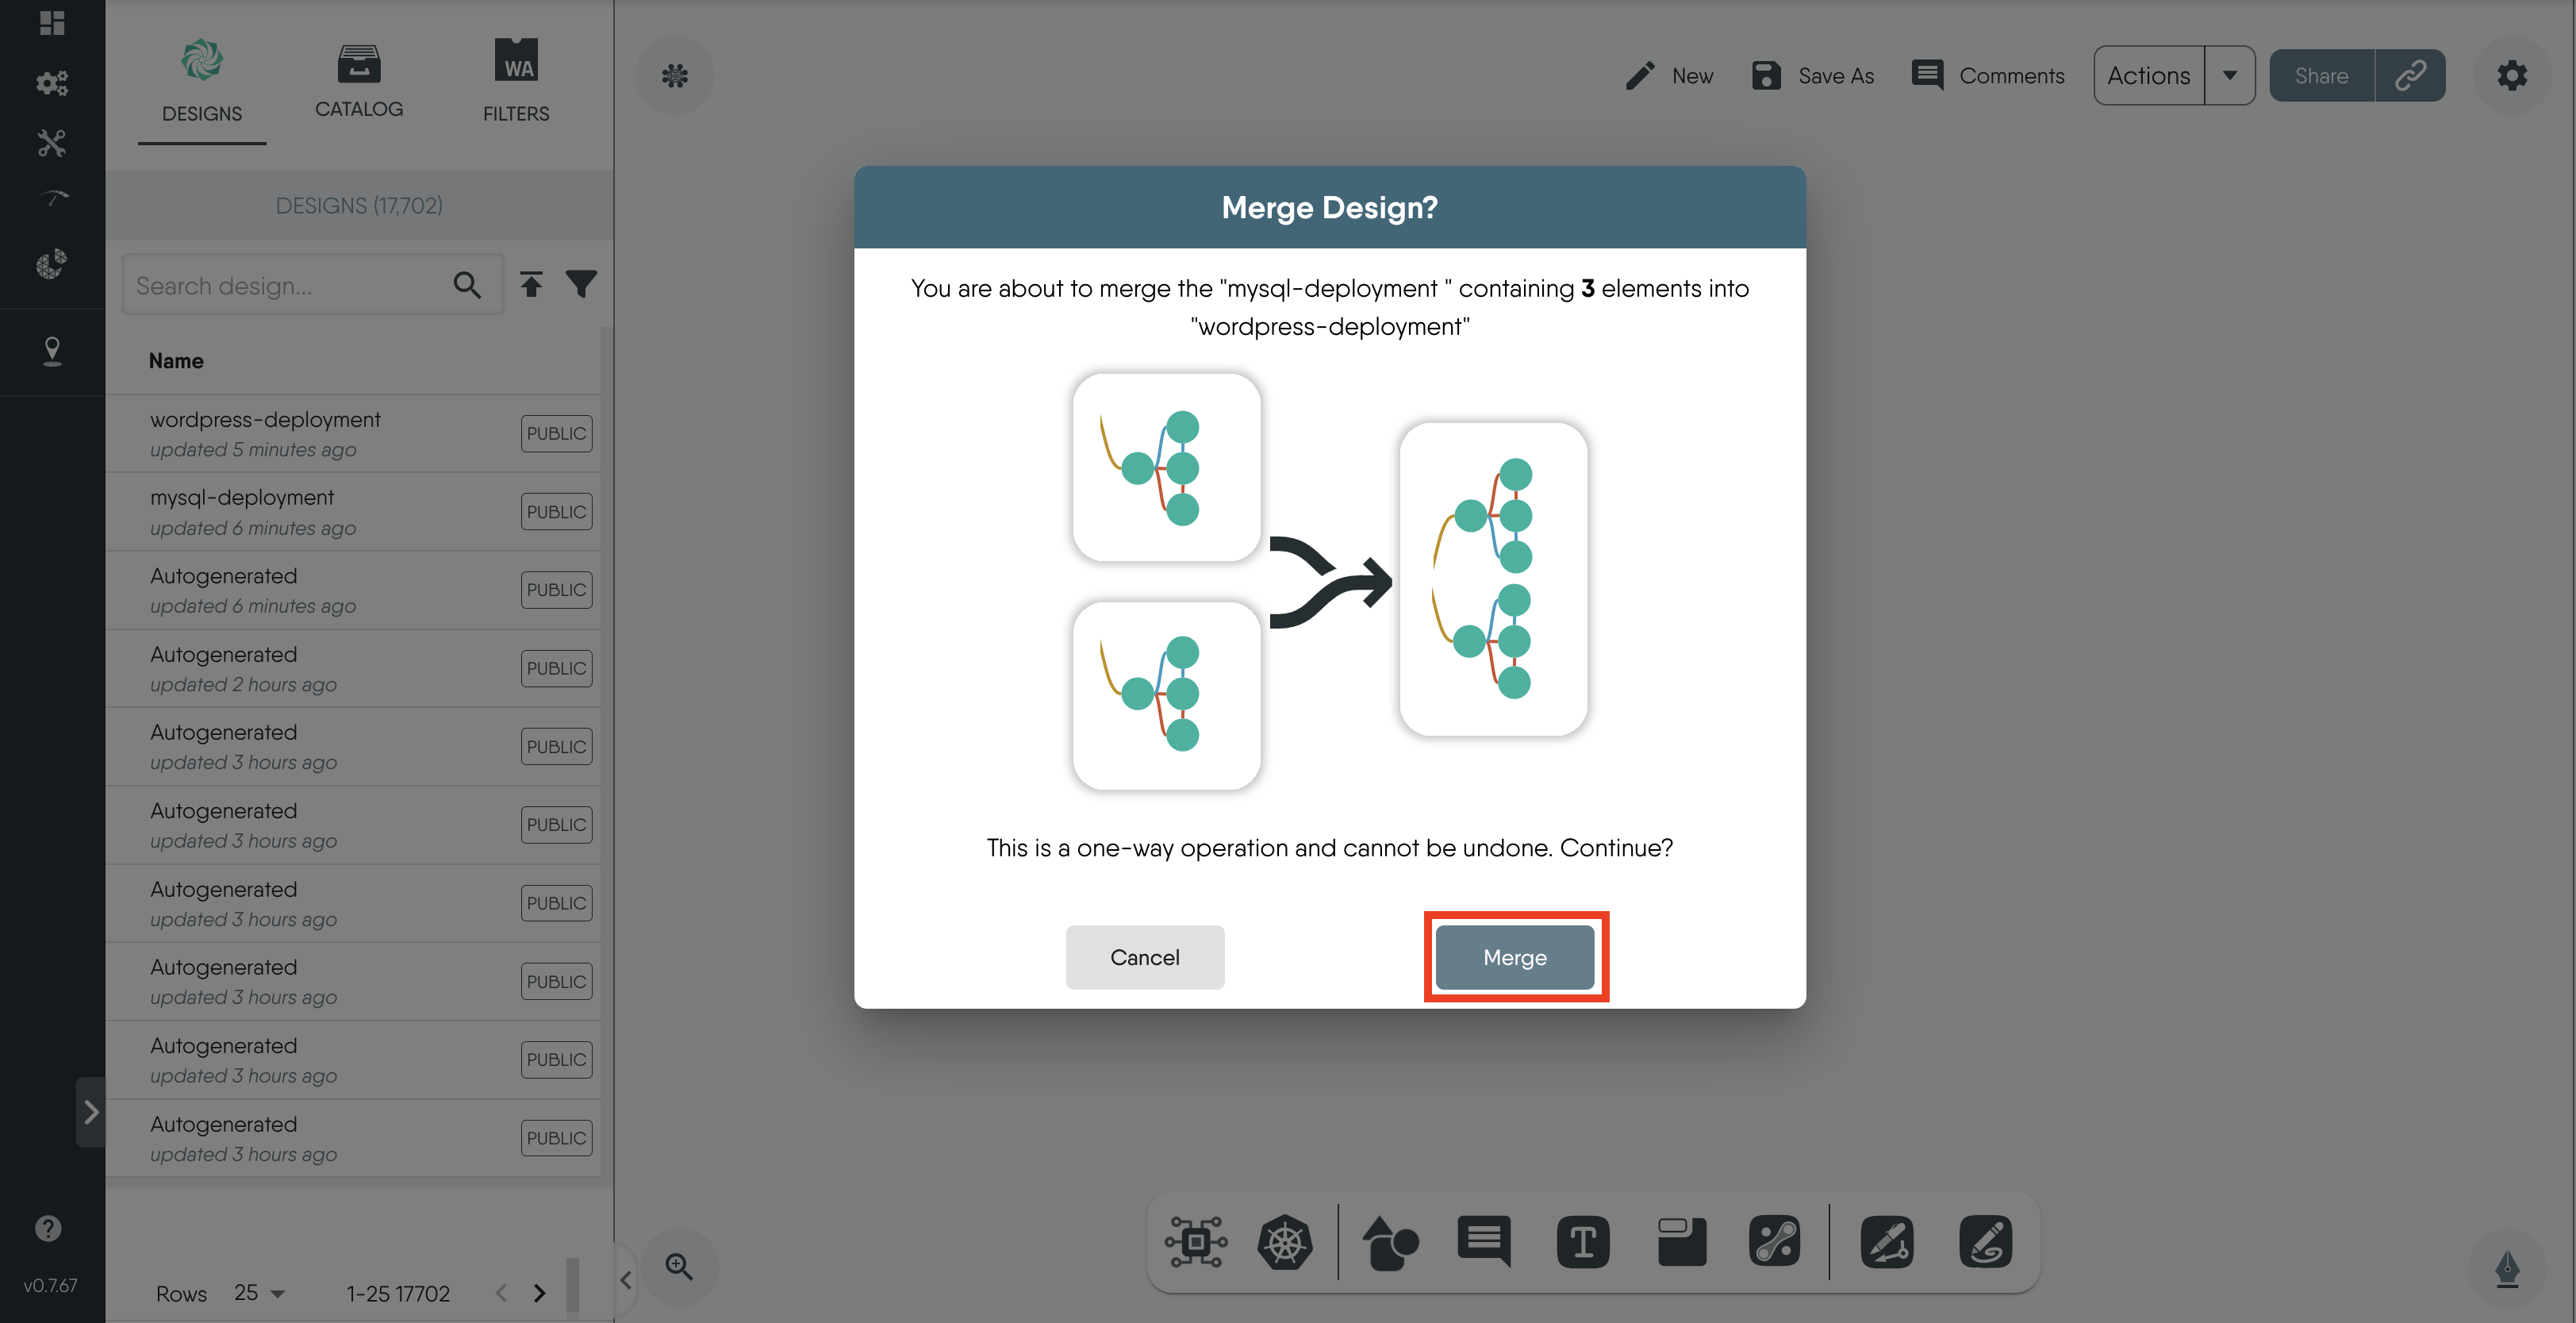 DESIGNS
CATALOG
WA
FILTERS
DESIGNS (17,702)
Search design...
Name
wordpress-deployment
updated 5 minutes ago
PUBLIC
mysql-deployment
updated 6 minutes ago
PUBLIC
Autogenerated
updated 6 minutes ago
PUBLIC
Autogenerated
updated 2 hours ago
PUBLIC
Autogenerated
updated 3 hours ago
PUBLIC
Autogenerated
updated 3 hours ago
PUBLIC
Autogenerated
updated 3 hours ago
PUBLIC
Autogenerated
updated 3 hours ago
PUBLIC
Autogenerated
updated 3 hours ago
PUBLIC
Autogenerated
updated 3 hours ago
PUBLIC
Rows 25 1-25 17702
v0.7.67
New
Save As
Comments
Actions
Share
Merge Design?
You are about to merge the "mysql-deployment " containing 3 elements into
"wordpress-deployment"
This is a one-way operation and cannot be undone. Continue?
Cancel
Merge
T